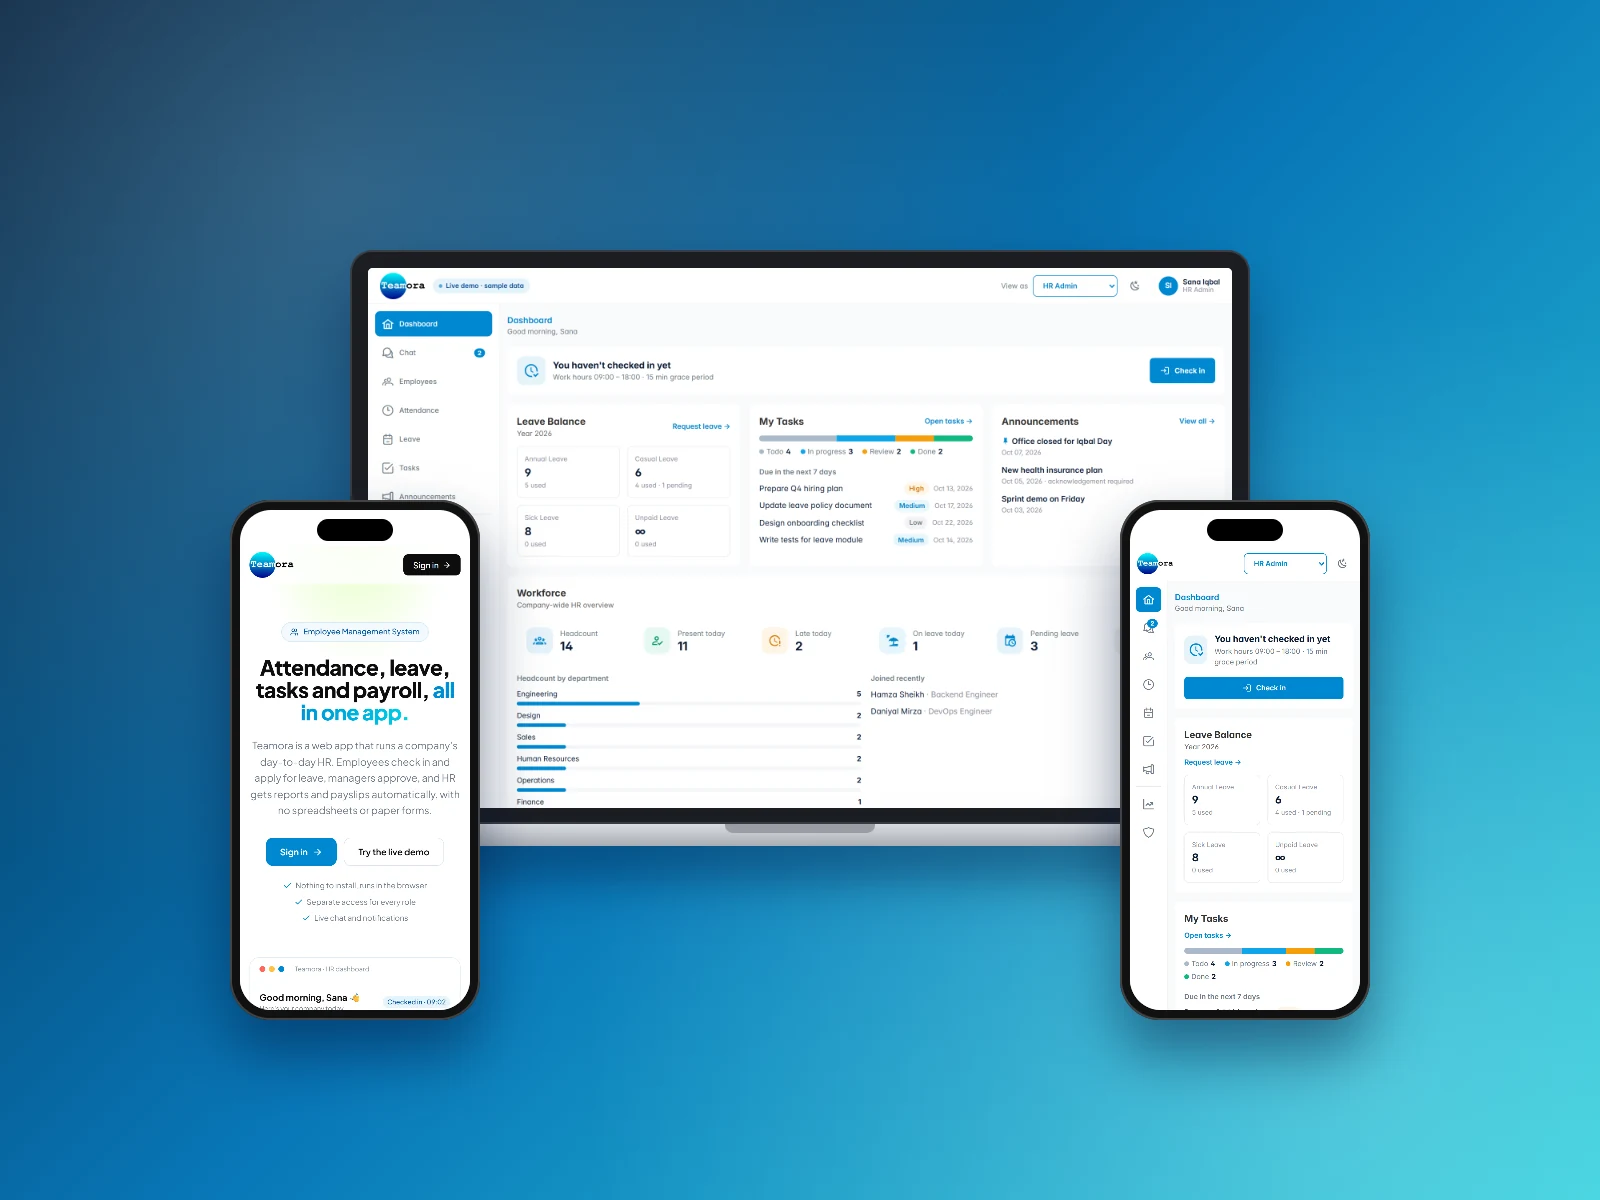 Teamora
Live demo · sample data
View as
HR Admin
SI
Sana Iqbal
HR Admin
Dashboard
Chat
2
Employees
Attendance
Leave
Tasks
Announcements
Dashboard
Good morning, Sana
You haven't checked in yet
Work hours 09:00 – 18:00 · 15 min grace period
Check in
Leave Balance
Year 2026
Request leave →
Annual Leave
9
5 used
Casual Leave
6
4 used · 1 pending
Sick Leave
8
0 used
Unpaid Leave
∞
0 used
My Tasks
Open tasks →
Todo 4
In progress 3
Review 2
Done 2
Due in the next 7 days
Prepare Q4 hiring plan
High
Oct 13, 2026
Update leave policy document
Medium
Oct 17, 2026
Design onboarding checklist
Low
Oct 22, 2026
Write tests for leave module
Medium
Oct 14, 2026
Announcements
View all →
Office closed for Iqbal Day
Oct 07, 2026
New health insurance plan
Oct 05, 2026 · acknowledgement required
Sprint demo on Friday
Oct 03, 2026
Workforce
Company-wide HR overview
Headcount
14
Present today
11
Late today
2
On leave today
1
Pending leave
3
Headcount by department
Engineering 5
Design 2
Sales 2
Human Resources 2
Operations 2
Finance 1
Joined recently
Hamza Sheikh · Backend Engineer
Daniyal Mirza · DevOps Engineer
Teamora
Sign in →
Employee Management System
Attendance, leave,
tasks and payroll, all
in one app.
Teamora is a web app that runs a company's
day-to-day HR. Employees check in and
apply for leave, managers approve, and HR
gets reports and payslips automatically, with
no spreadsheets or paper forms.
Sign in →
Try the live demo
Nothing to install, runs in the browser
Separate access for every role
Live chat and notifications
Teamora · HR dashboard
Good morning, Sana 👋
Checked in · 09:02
Here's your company today
Teamora
HR Admin
2
Dashboard
Good morning, Sana
You haven't checked in yet
Work hours 09:00 – 18:00 · 15 min
grace period
Check in
Leave Balance
Year 2026
Request leave →
Annual Leave
9
5 used
Casual Leave
6
4 used · 1 pending
Sick Leave
8
0 used
Unpaid Leave
∞
0 used
My Tasks
Open tasks →
Todo 4
In progress 3
Review 2
Done 2
Due in the next 7 days